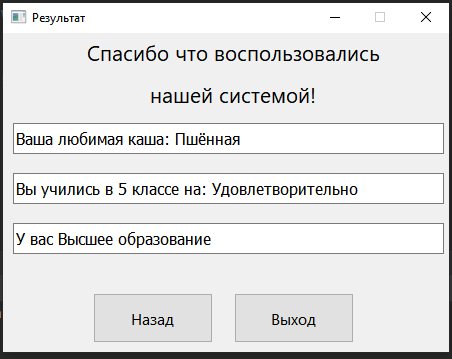 Результат
Спасибо что воспользовались
нашей системой!
Ваша любимая каша: Пшённая
Вы учились в 5 классе на: Удовлетворительно
У вас Высшее образование
Назад
Выход